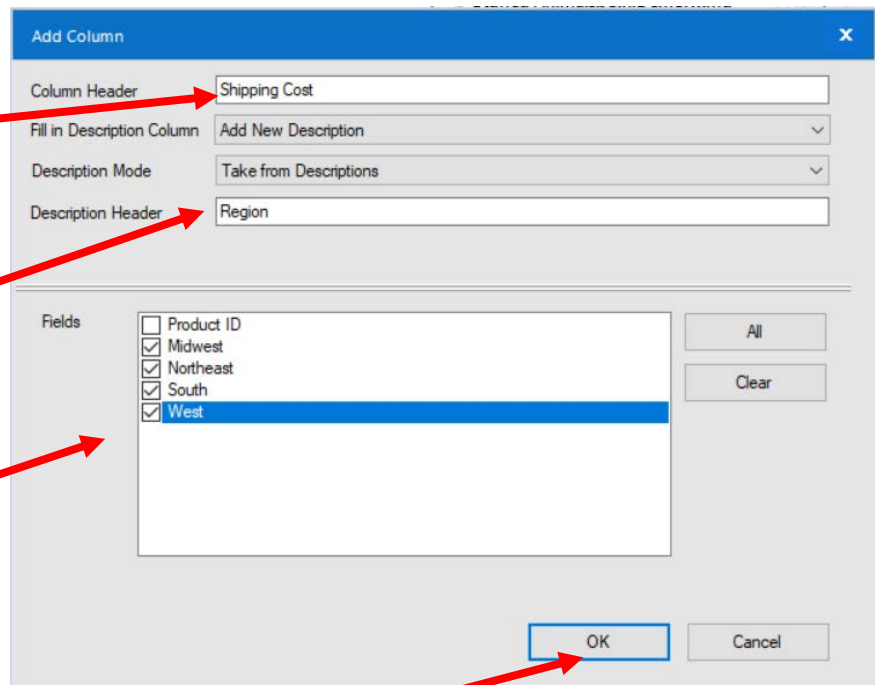 Add Column
x
Column Header Shipping Cost
Fill in Description Column Add New Description
Description Mode Take from Descriptions
Description Header Region
Fields
Product ID
Midwest
Northeast
South
West
All
Clear
OK Cancel